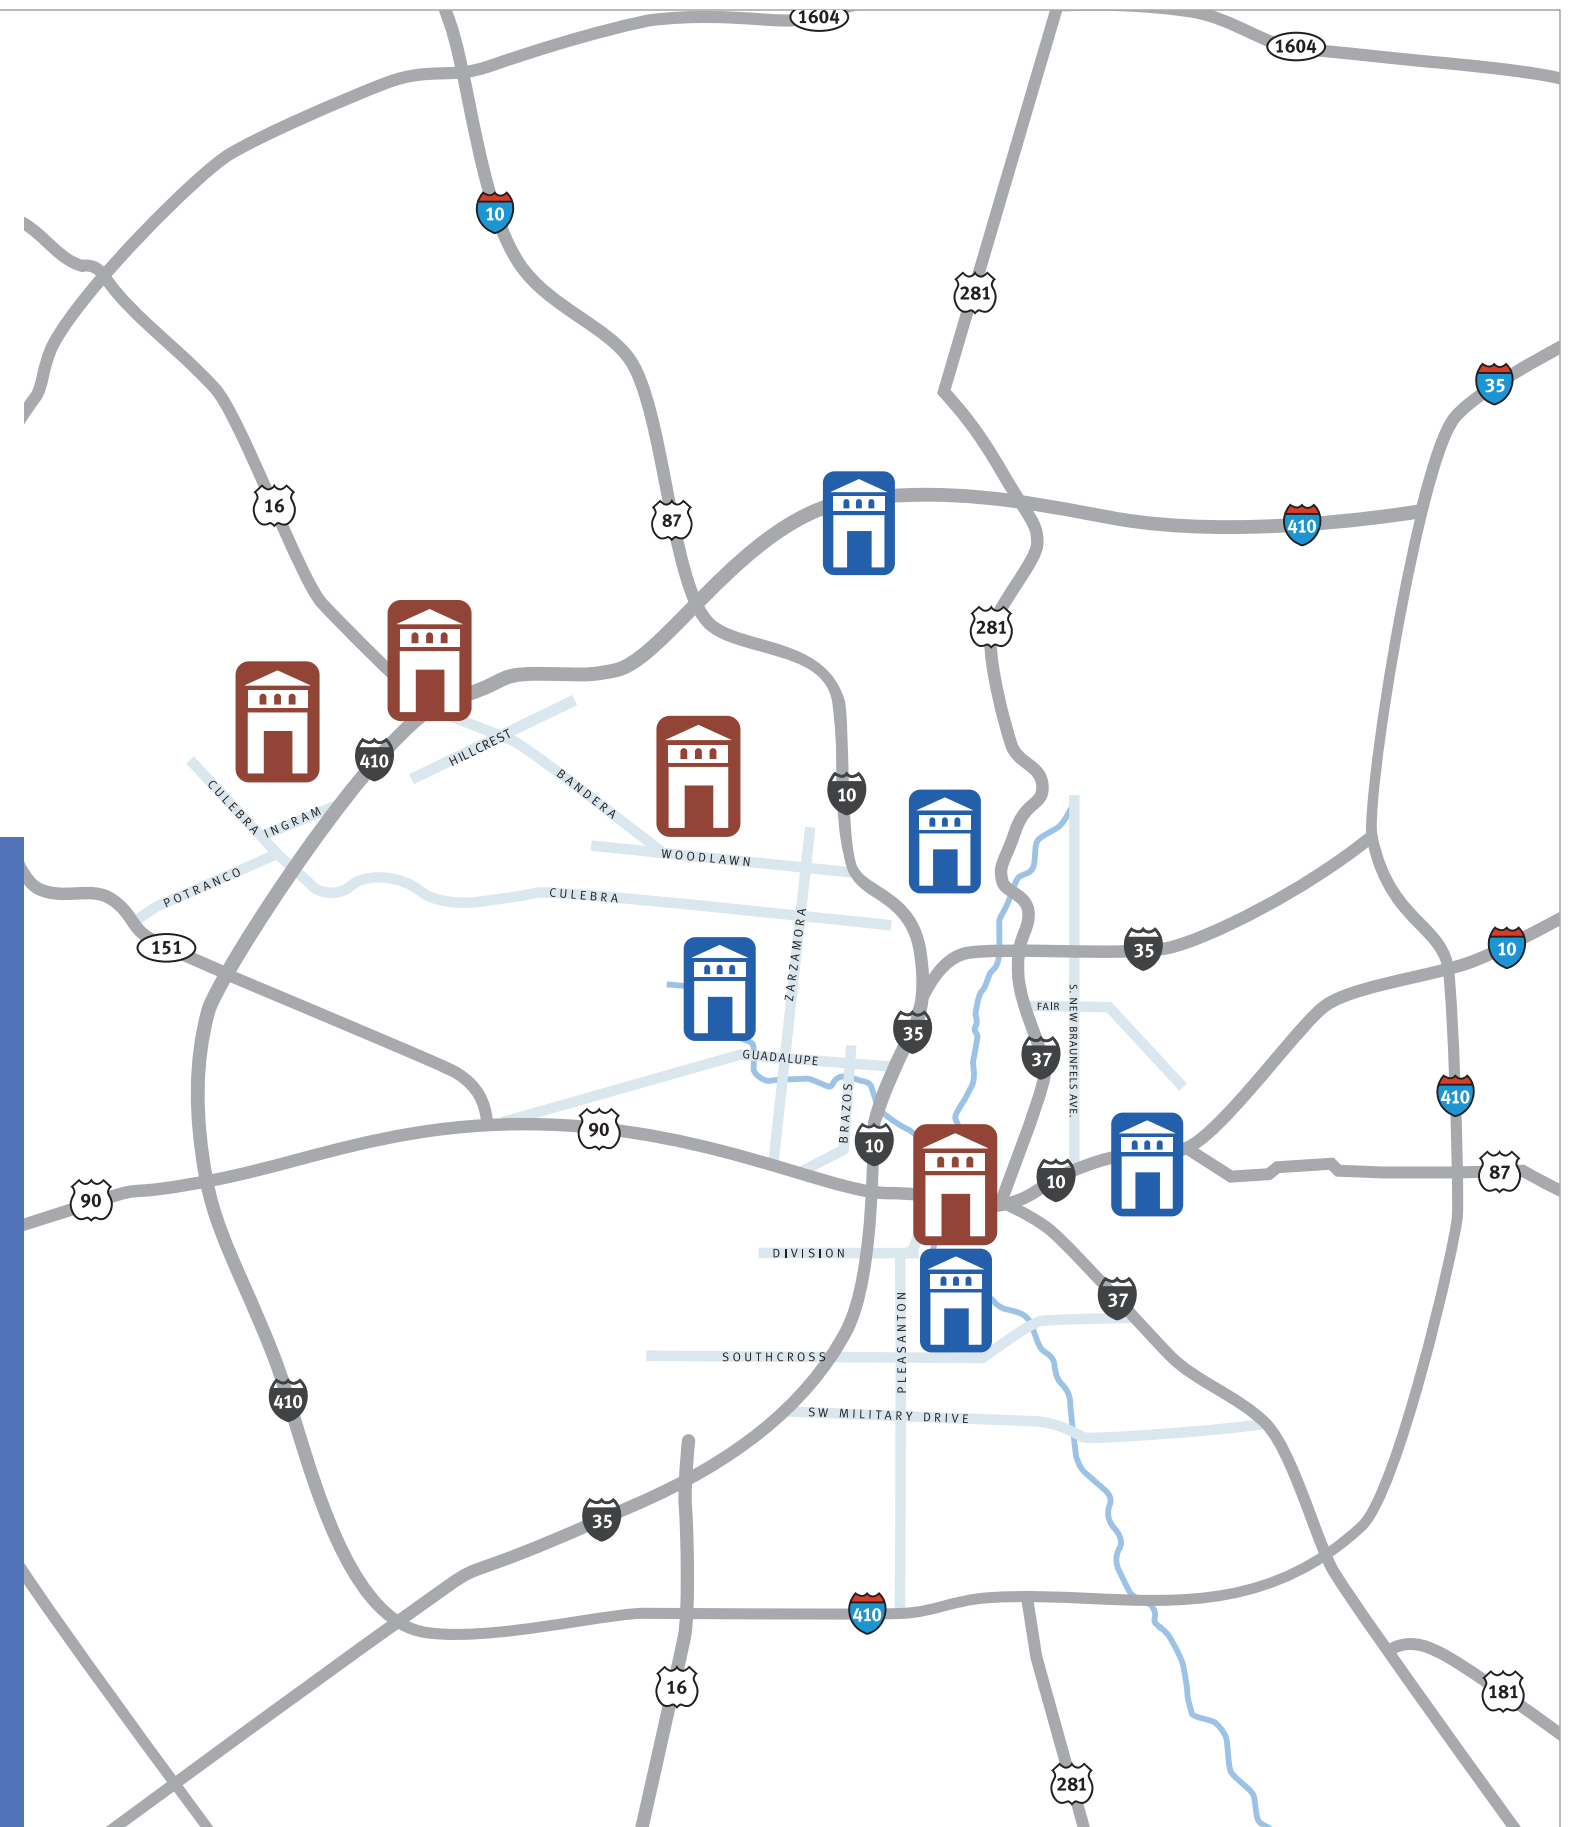 1604
1604
10
281
35
16
87
410
281
HILLCREST
410
BANDERA
CULEBRA
10
INGRAM
WOODLAWN
POTRANCO
CULEBRA
151
ZARZAMORA
35
10
S. NEW BRAUNFELS AVE.
FAIR
35
37
GUADALUPE
410
BRAZOS
90
10
87
10
90
DIVISION
37
PLEASANTON
SOUTHCROSS
410
SW MILITARY DRIVE
35
410
16
181
281